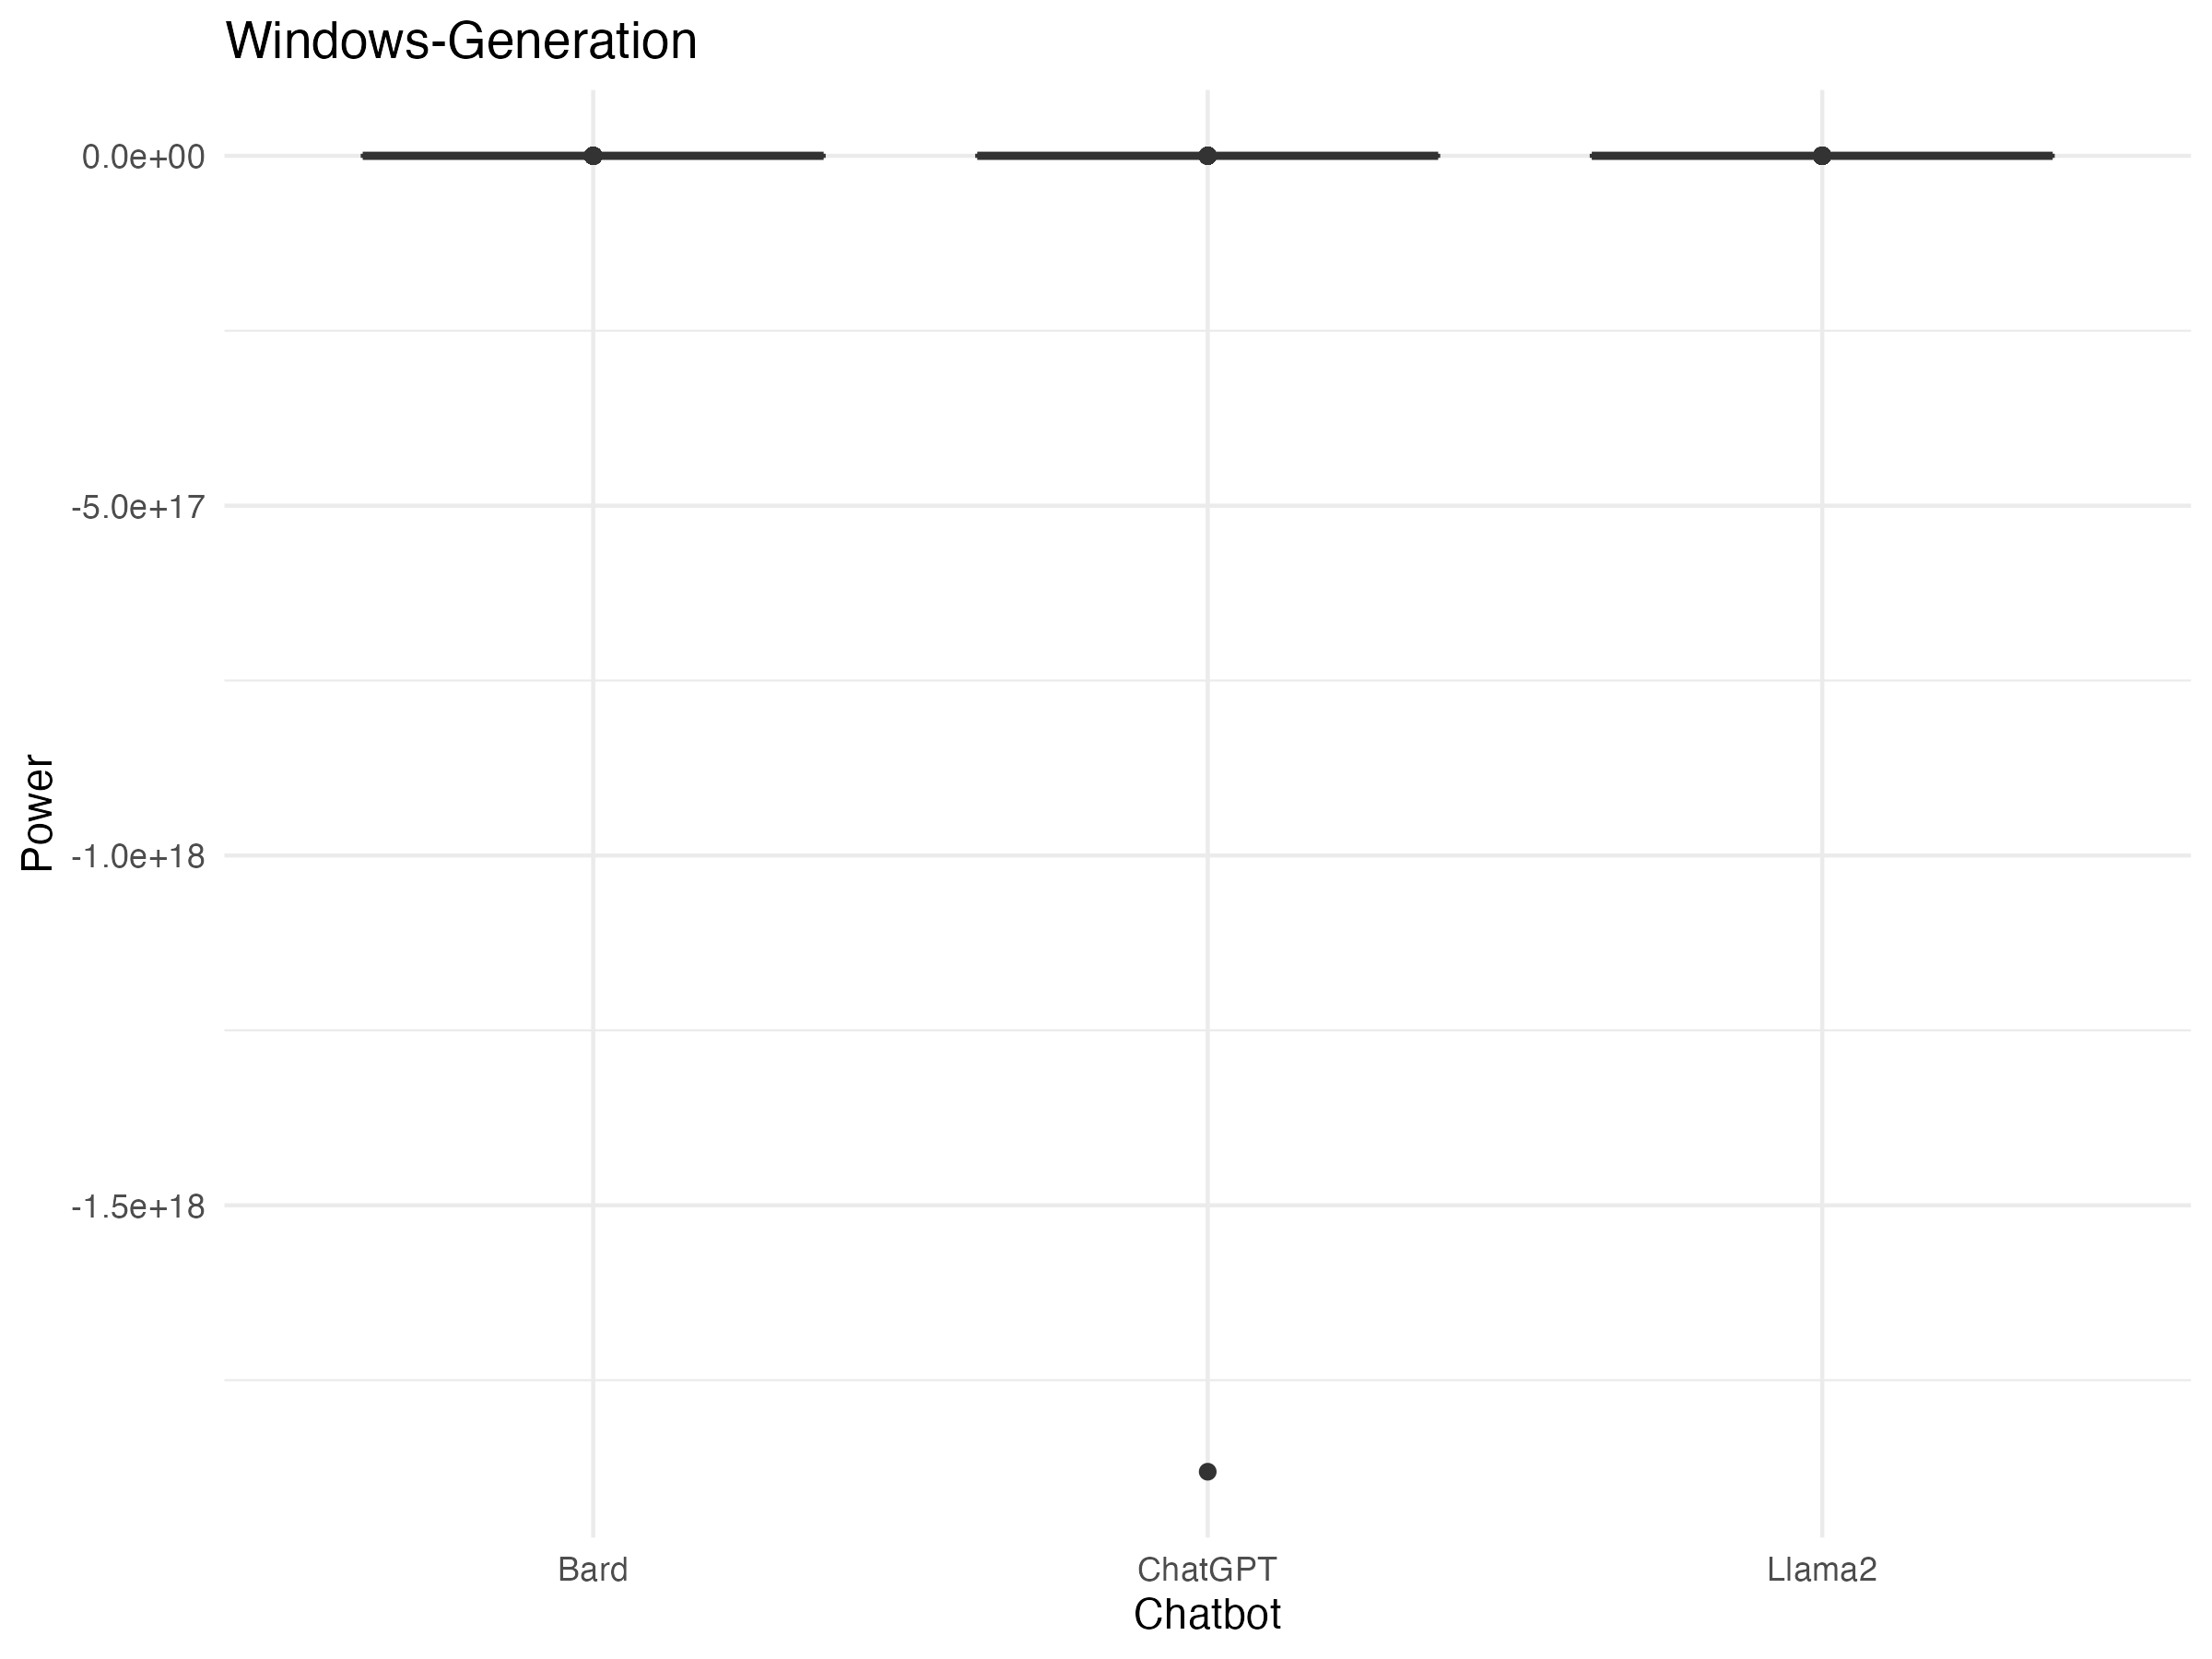 Windows-Generation
Power
0.0e+00
-5.0e+17
-1.0e+18
-1.5e+18
Bard
ChatGPT
Llama2
Chatbot